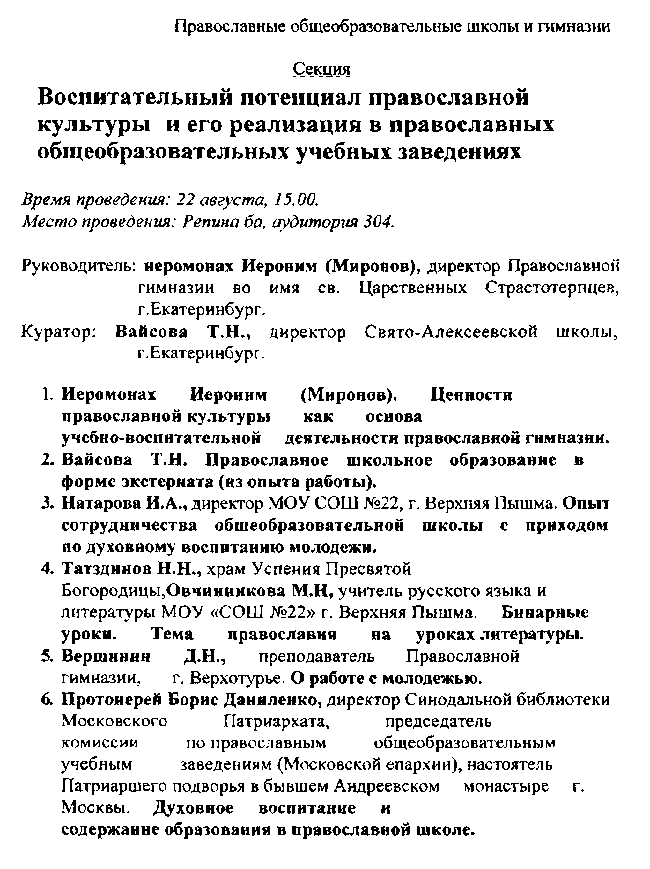 Православные общеобразовательные школы и гимназии
Секция
Воспитательный потенциал православной
культуры и его реализация в православных
общеобразовательных учебных заведениях
Время проведения: 22 августа, 15.00.
Место проведения: Репина 6а, аудитория 304.
Руководитель: иеромонах Иероним (Миронов), директор Православной
гимназии во имя св. Царственных Страстотерпцев,
г.Екатеринбург.
Куратор: Вайсова Т.Н., директор Свято-Алексеевской школы,
г.Екатеринбург.
1. Иеромонах Иероним (Миронов). Ценности
православной культуры как основа
учебно-воспитательной деятельности православной гимназии.
2. Вайсова Т.Н. Православное школьное образование в
форме экстерната (из опыта работы).
3. Натарова И.А., директор МОУ СОШ №22, г. Верхняя Пышма. Опыт
сотрудничества общеобразовательной школы с приходом
по духовному воспитанию молодежи.
4. Татздинов Н.Н., храм Успения Пресвятой
Богородицы,Овчинникова М.Н, учитель русского языка и
литературы МОУ «СОШ №22» г. Верхняя Пышма. Бинарные
уроки. Тема православия на уроках литературы.
5. Вершинин Д.Н., преподаватель Православной
гимназии, г. Верхотурье. О работе с молодежью.
6. Протоиерей Борис Даниленко, директор Синодальной библиотеки
Московского Патриархата, председатель
комиссии по православным общеобразовательным
учебным заведениям (Московской епархии), настоятель
Патриаршего подворья в бывшем Андреевском монастыре г.
Москвы. Духовное воспитание и
содержание образования в православной школе.